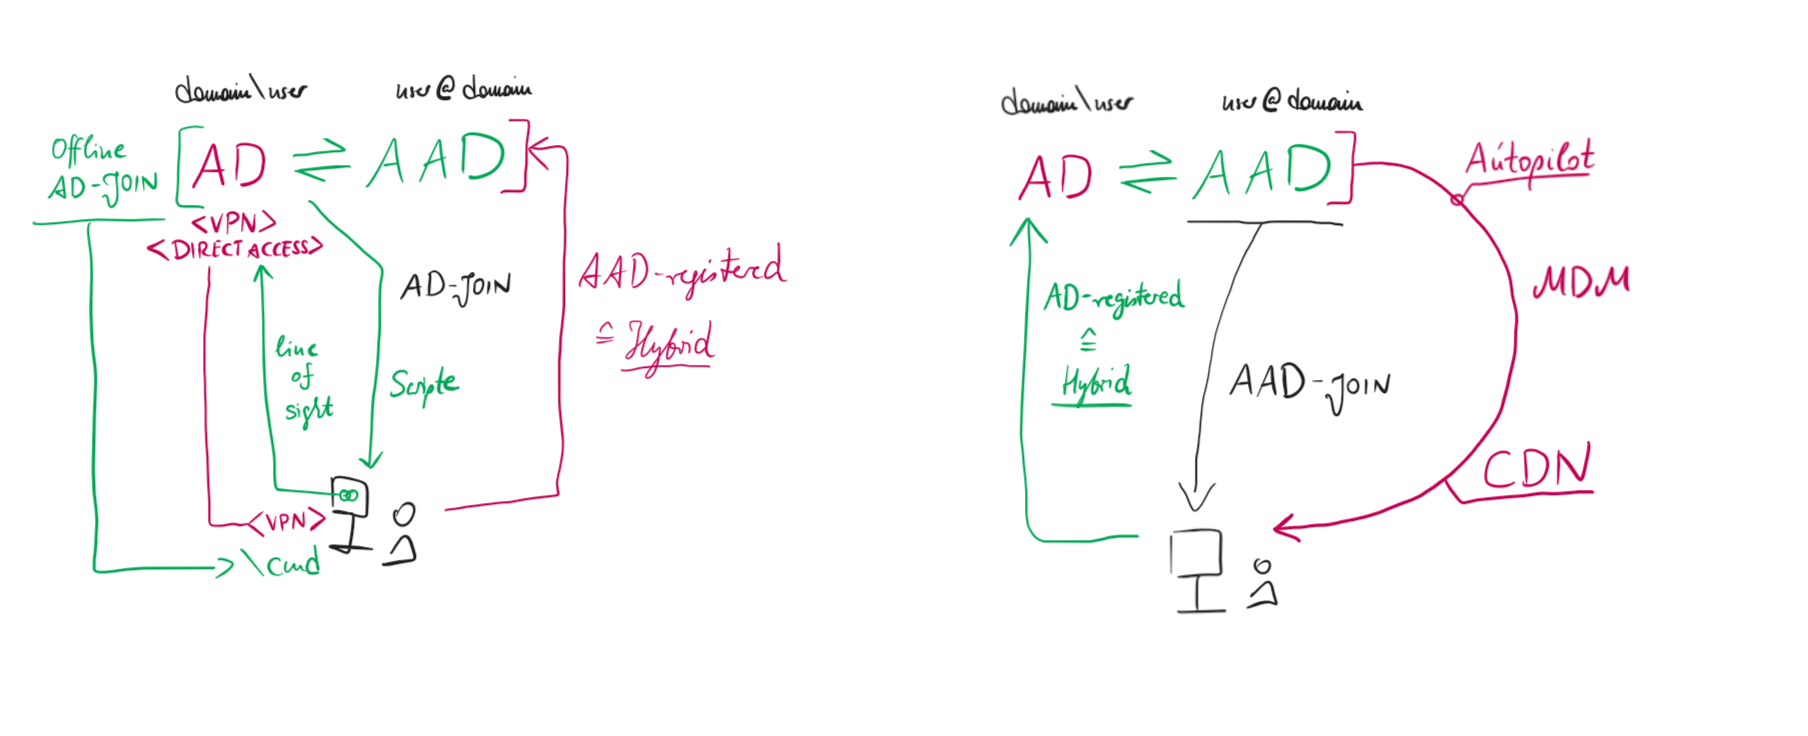 domain\user
user@domain
Offline
AD-JOIN
[AD ⇌ AAD]
<VPN>
<DIRECT ACCESS>
AD-JOIN
AAD-registered
≙ Hybrid
line
of
sight
Scripte
<VPN>
>\cmd
domain\user
user@domain
AD ⇌ AAD]
Autopilot
MDM
AD-registered
≙
Hybrid
AAD-JOIN
CDN